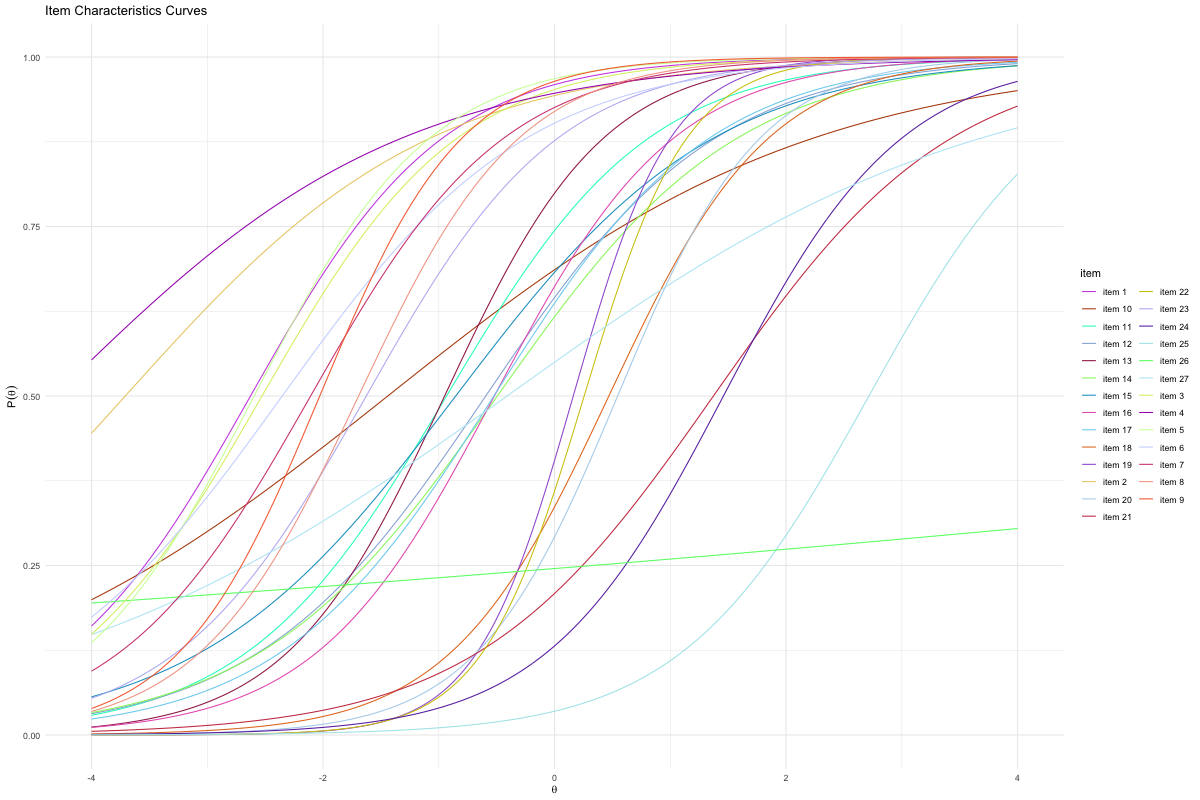 Item Characteristics Curves
P(θ)
1.00
0.75
0.50
0.25
0.00
-4
-2
0
2
4
θ
item
item 1
item 10
item 11
item 12
item 13
item 14
item 15
item 16
item 17
item 18
item 19
item 2
item 20
item 21
item 22
item 23
item 24
item 25
item 26
item 27
item 3
item 4
item 5
item 6
item 7
item 8
item 9